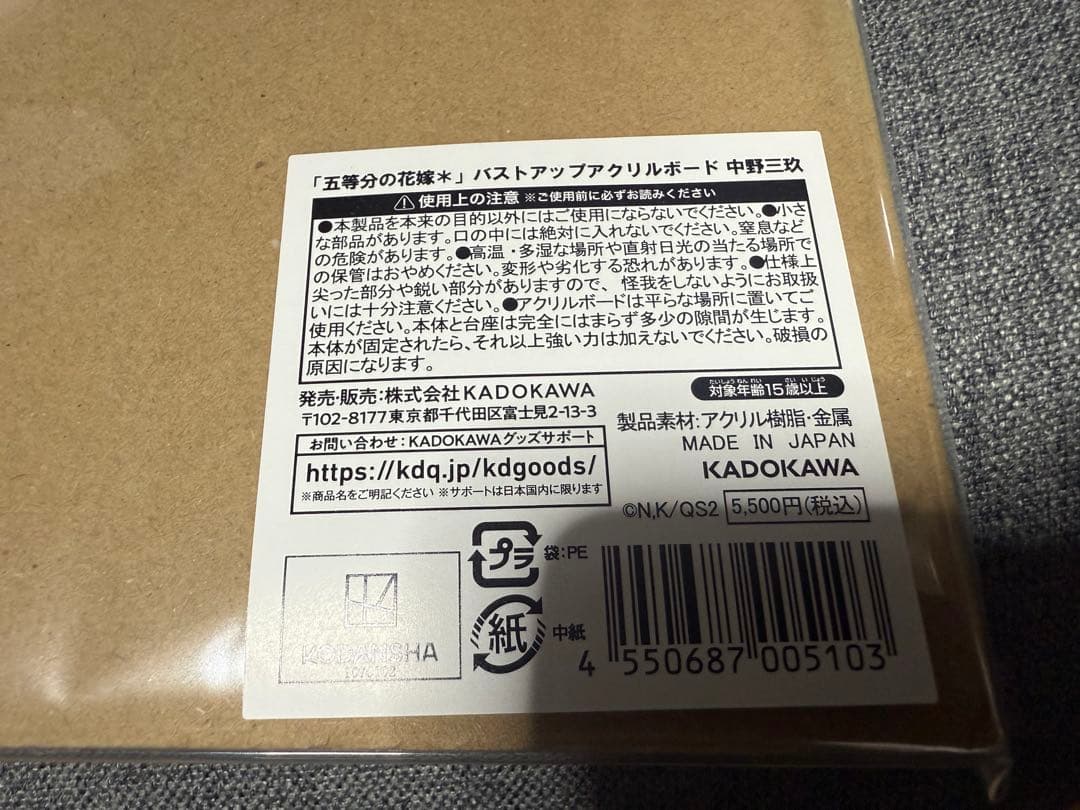 「五等分の花嫁＊」バストアップアクリルボード 中野三玖
使用上の注意 ※ご使用前に必ずお読みください
●本製品を本来の目的以外にはご使用にならないでください。●小さ
な部品があります。口の中には絶対に入れないでください。窒息など
の危険があります。●高温・多湿な場所や直射日光の当たる場所で
の保管はおやめください。変形や劣化する恐れがあります。●仕様上
尖った部分や鋭い部分がありますので、怪我をしないようにお取扱
いには十分注意ください。●アクリルボードは平らな場所に置いてご
使用ください。本体と台座は完全にはまらず多少の隙間が生じます。
本体が固定されたら、それ以上強い力は加えないでください。破損の
原因になります。
発売・販売：株式会社KADOKAWA
〒102-8177東京都千代田区富士見2-13-3
お問い合わせ：KADOKAWAグッズサポート
https://kdq.jp/kdgoods/
※商品名をご明記ください ※サポートは日本国内に限ります
たいしょうねんれい さいいじょう
対象年齢15歳以上
製品素材：アクリル樹脂・金属
MADE IN JAPAN
KADOKAWA
©N,K/QS2 5,500円(税込)
プラ 袋：PE
紙 中紙
KODANSHA
4 550687 005103